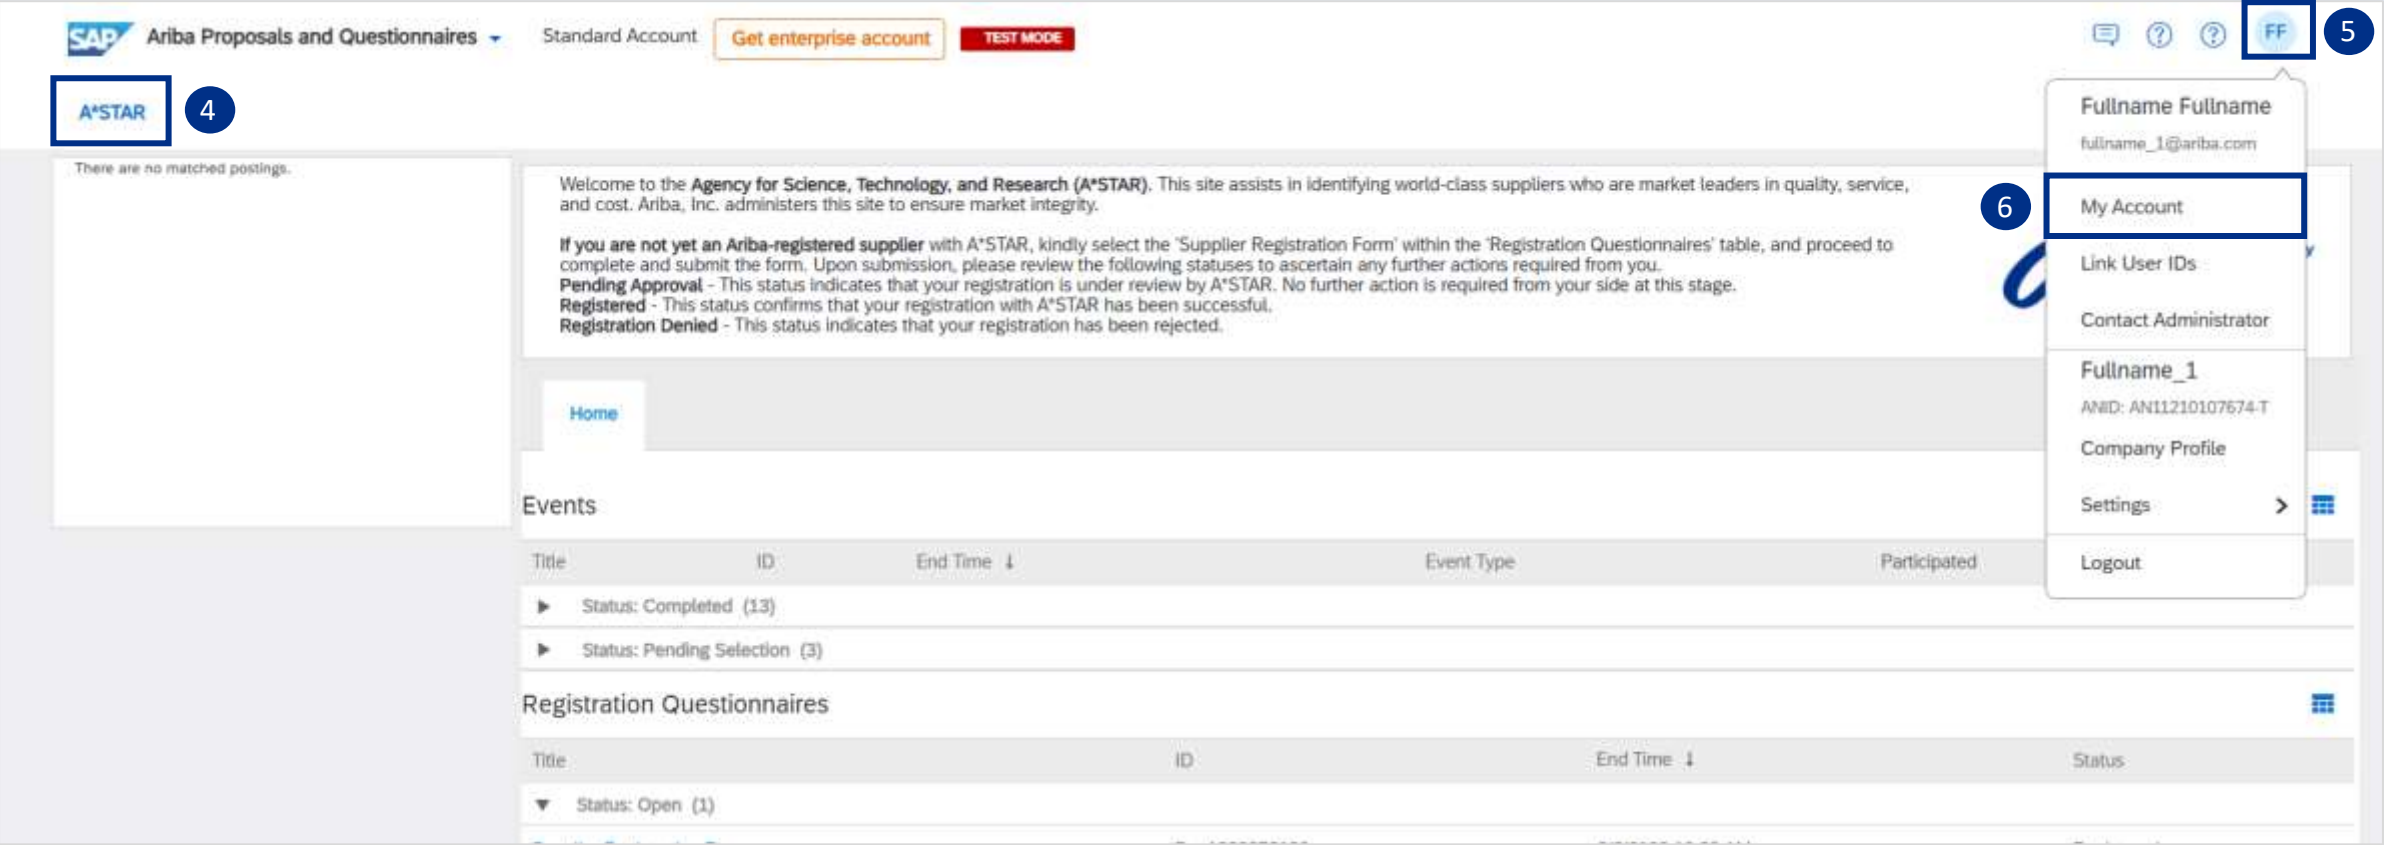 SAP Ariba Proposals and Questionnaires Standard Account Get enterprise account TEST MODE FF 5
A*STAR 4
There are no matched postings.
Welcome to the Agency for Science, Technology, and Research (A*STAR). This site assists in identifying world-class suppliers who are market leaders in quality, service,
and cost. Ariba, Inc. administers this site to ensure market integrity.
If you are not yet an Ariba-registered supplier with A*STAR, kindly select the 'Supplier Registration Form' within the 'Registration Questionnaires' table, and proceed to
complete and submit the form. Upon submission, please review the following statuses to ascertain any further actions required from you.
Pending Approval - This status indicates that your registration is under review by A*STAR. No further action is required from your side at this stage.
Registered - This status confirms that your registration with A*STAR has been successful.
Registration Denied - This status indicates that your registration has been rejected.
Fullname Fullname
fullname_1@ariba.com
6 My Account
Link User IDs
Contact Administrator
Fullname_1
ANID: AN11210107674-T
Company Profile
Settings
Logout
Home
Events
Title ID End Time ↓ Event Type Participated
Status: Completed (13)
Status: Pending Selection (3)
Registration Questionnaires
Title ID End Time ↓ Status
Status: Open (1)